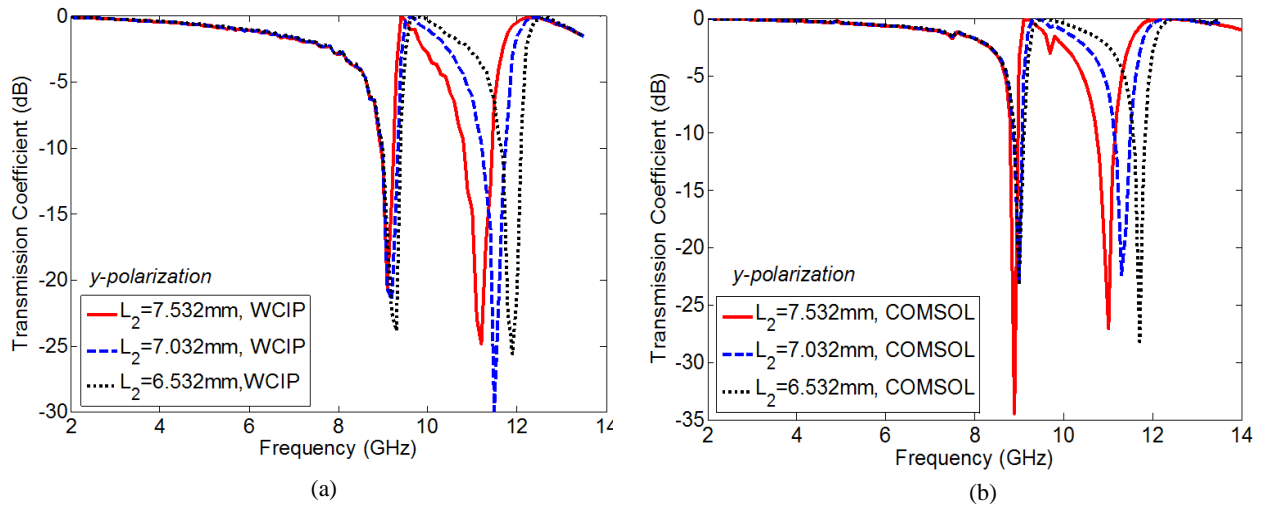 0
-5
-10
-15
-20
-25
-30
Transmission Coefficient (dB)
y-polarization
L2=7.532mm, WCIP
L2=7.032mm, WCIP
L2=6.532mm,WCIP
2 4 6 8 10 12 14
Frequency (GHz)
(a)
0
-5
-10
-15
-20
-25
-30
-35
Transmission Coefficient (dB)
y-polarization
L2=7.532mm, COMSOL
L2=7.032mm, COMSOL
L2=6.532mm, COMSOL
2 4 6 8 10 12 14
Frequency (GHz)
(b)